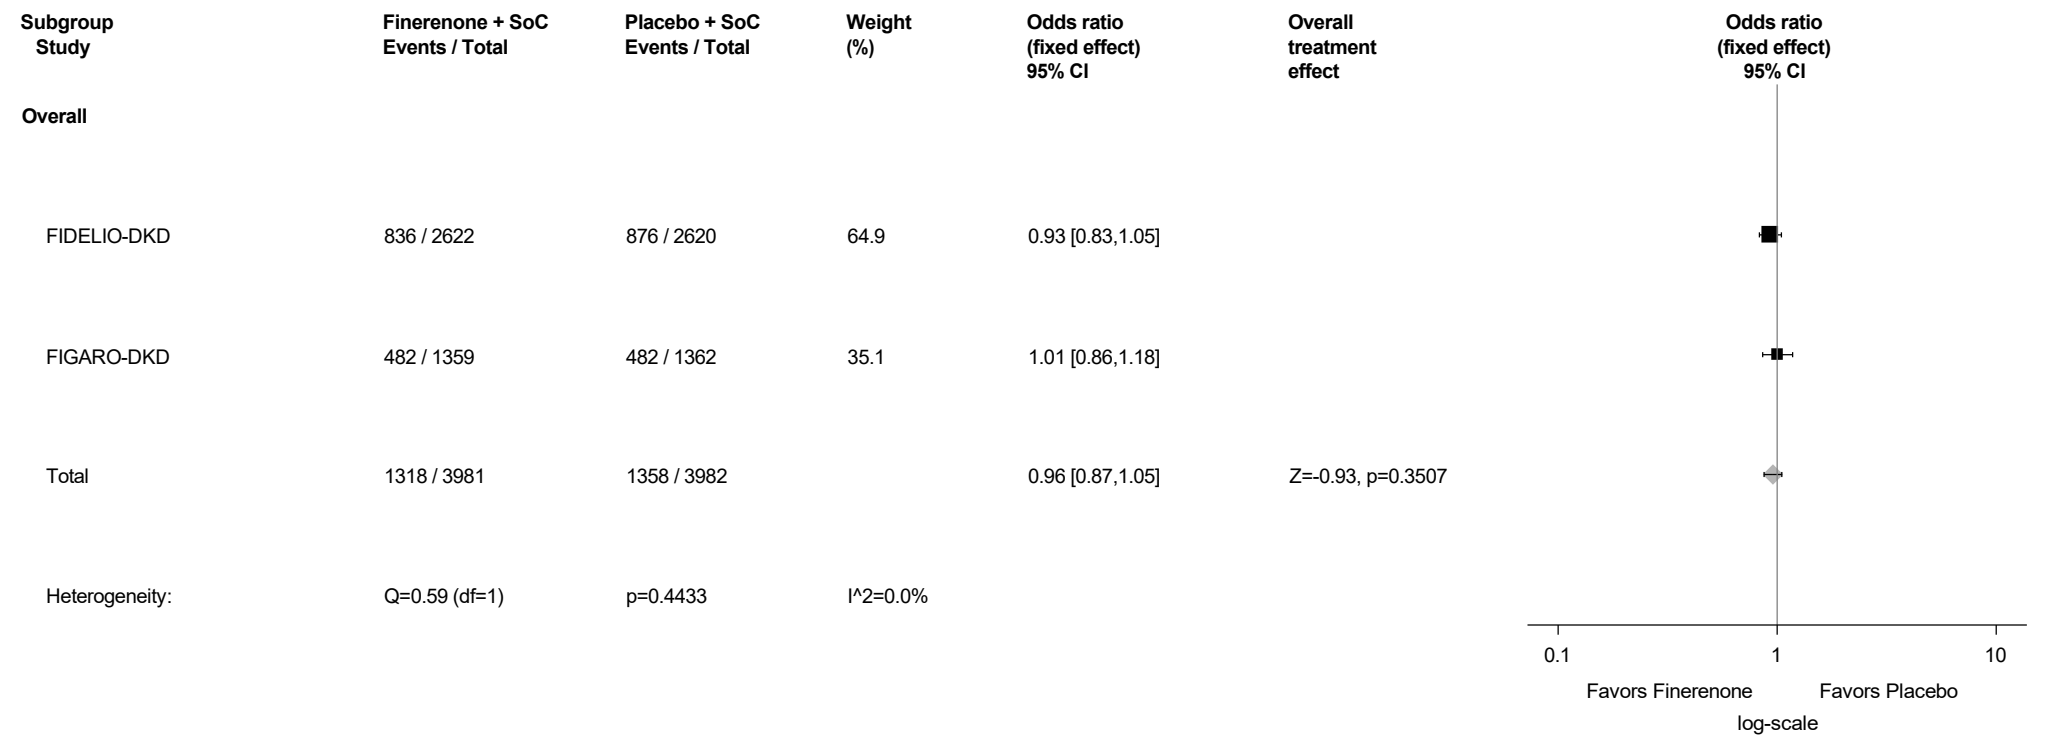 Subgroup Finerenone + SoC Placebo + SoC Weight Odds ratio Overall Odds ratio
Study Events / Total Events / Total (%) (fixed effect) treatment (fixed effect)
95% CI effect 95% CI
Overall
FIDELIO-DKD 836 / 2622 876 / 2620 64.9 0.93 [0.83,1.05]
FIGARO-DKD 482 / 1359 482 / 1362 35.1 1.01 [0.86,1.18]
Total 1318 / 3981 1358 / 3982 0.96 [0.87,1.05] Z=-0.93, p=0.3507
Heterogeneity: Q=0.59 (df=1) p=0.4433 I^2=0.0%
0.1 1 10
Favors Finerenone Favors Placebo
log-scale